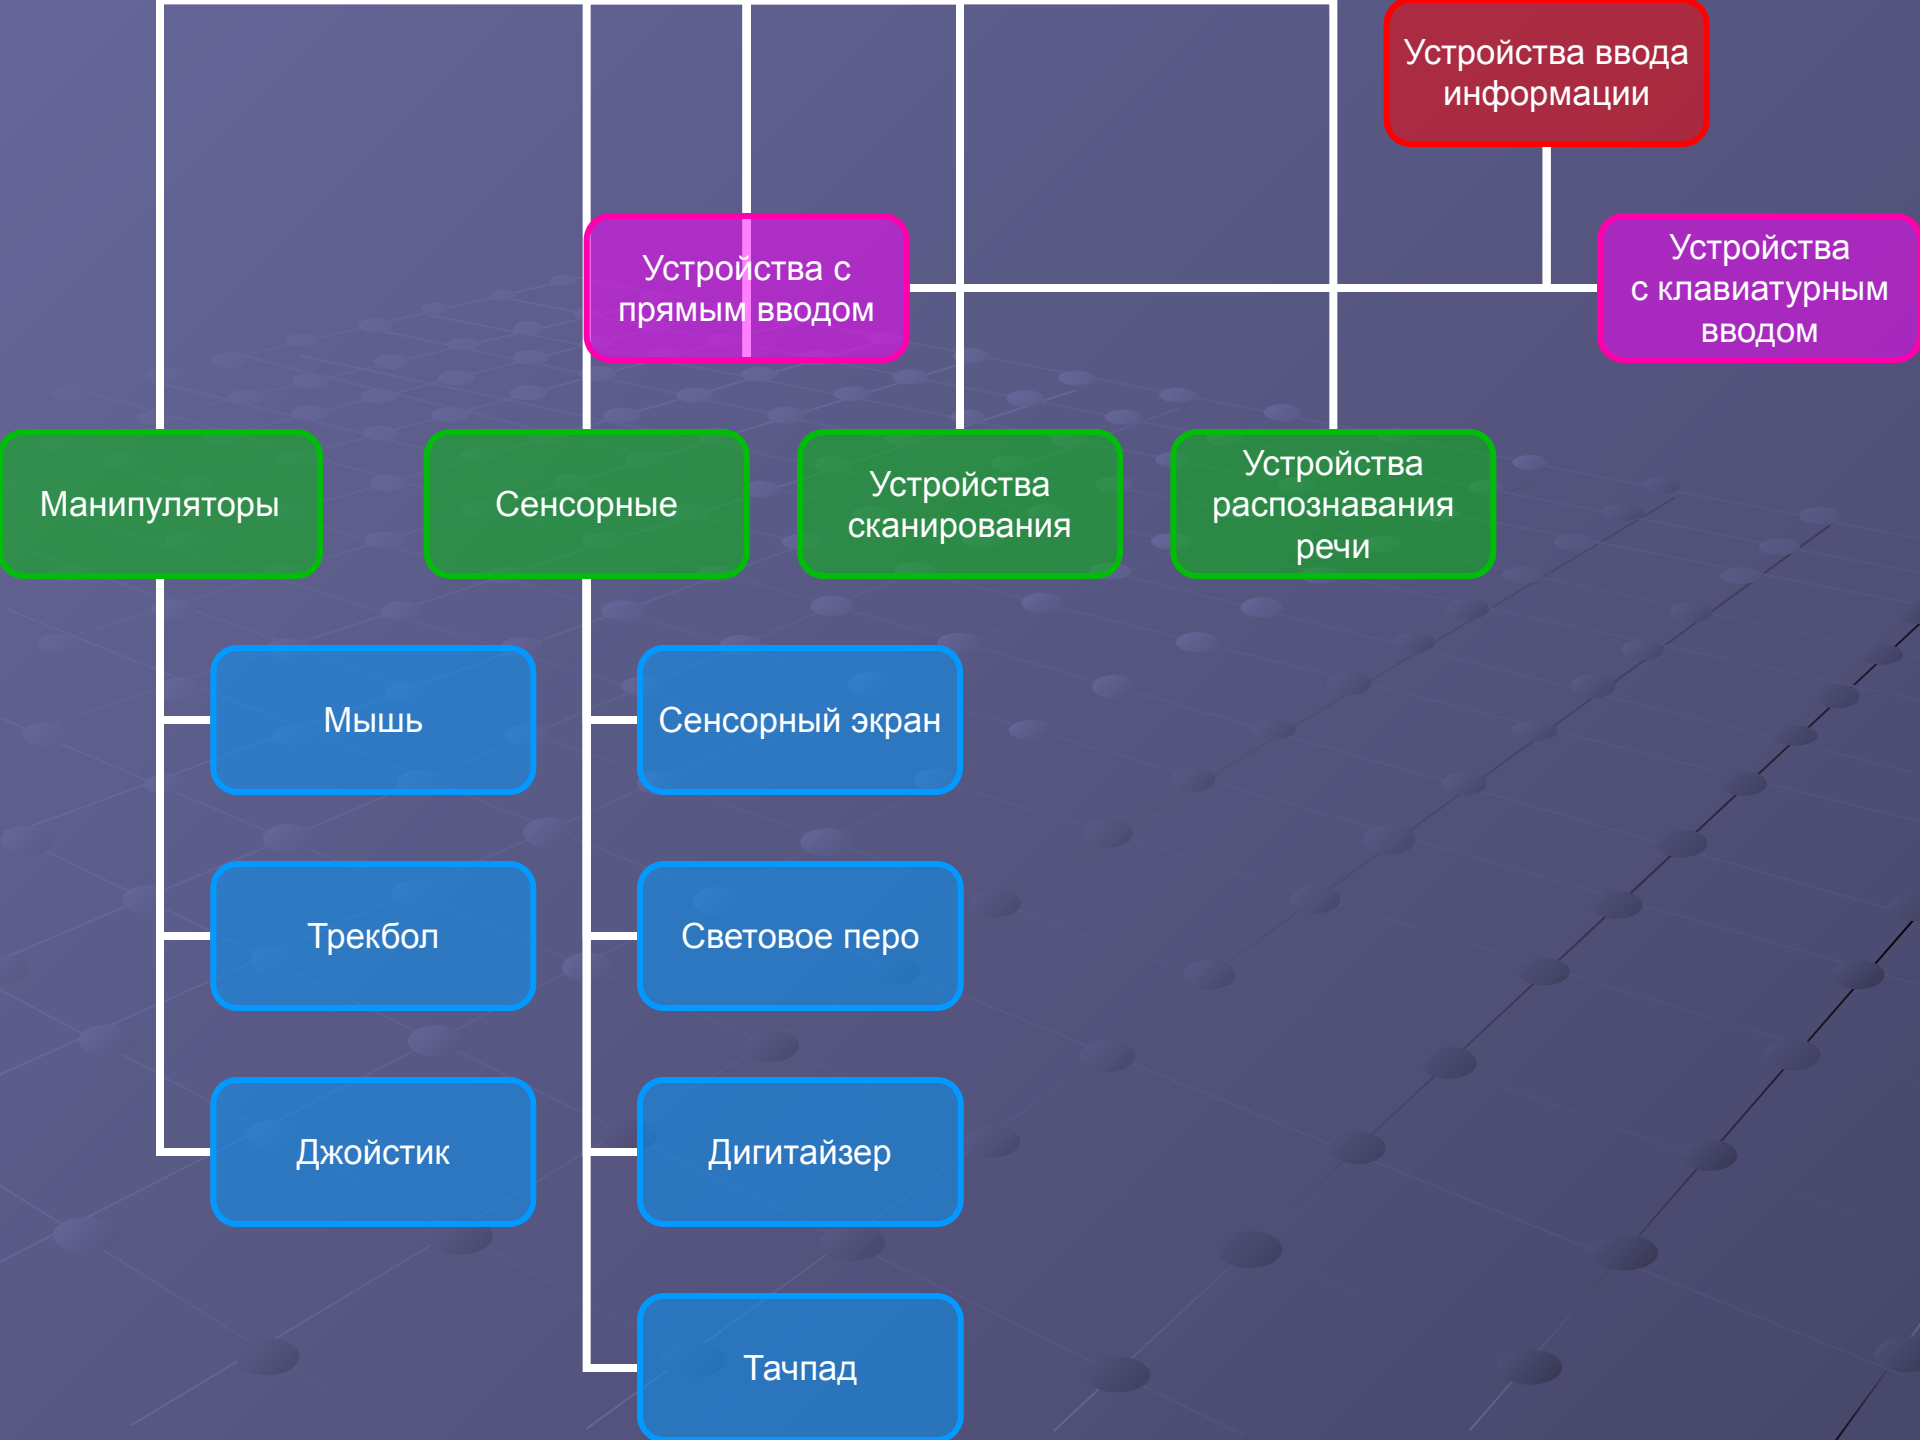 Устройства ввода
информации
Устройства с
прямым вводом
Устройства
с клавиатурным
вводом
Манипуляторы
Сенсорные
Устройства
сканирования
Устройства
распознавания
речи
Мышь
Сенсорный экран
Трекбол
Световое перо
Джойстик
Дигитайзер
Тачпад